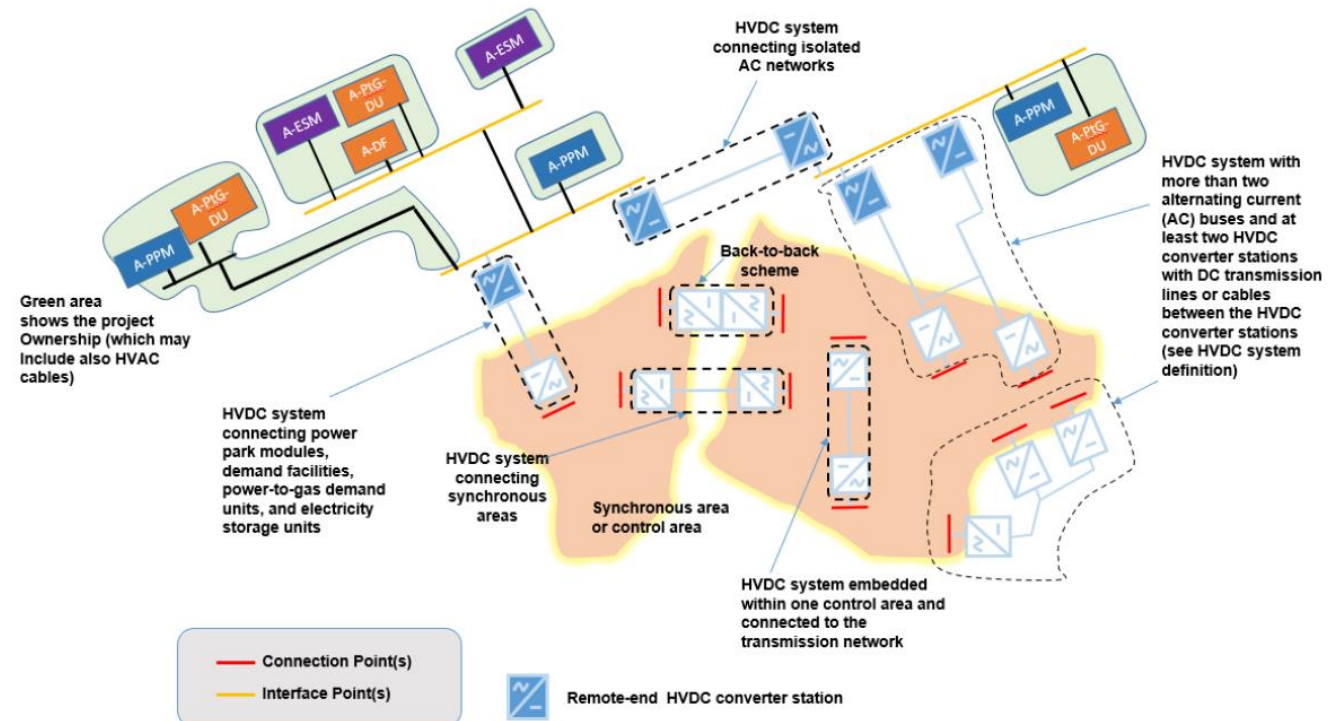 HVDC system
connecting isolated
AC networks
A-ESM
A-PtG-
DU
A-ESM
A-DF
A-PPM
A-PtG-
DU
A-PPM
A-PPM
A-PtG-
DU
HVDC system with
more than two
alternating current
(AC) buses and at
least two HVDC
converter stations
with DC transmission
lines or cables
between the HVDC
converter stations
(see HVDC system
definition)
Green area
shows the project
Ownership (which may
Include also HVAC
cables)
Back-to-back
scheme
HVDC system
connecting power
park modules,
demand facilities,
power-to-gas demand
units, and electricity
storage units
HVDC system
connecting
synchronous
areas
Synchronous area
or control area
HVDC system embedded
within one control area and
connected to the
transmission network
Connection Point(s)
Interface Point(s)
Remote-end HVDC converter station